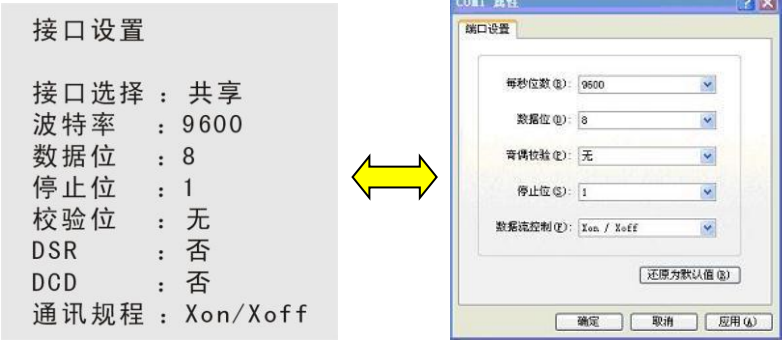 接口设置
接口选择 : 共享
波特率 : 9600
数据位 : 8
停止位 : 1
校验位 : 无
DSR : 否
DCD : 否
通讯规程 : Xon/Xoff
COM1 属性
端口设置
每秒位数(B): 9600
数据位(D): 8
奇偶校验(P): 无
停止位(S): 1
数据流控制(F): Xon / Xoff
还原为默认值(R)
确定 取消 应用(A)